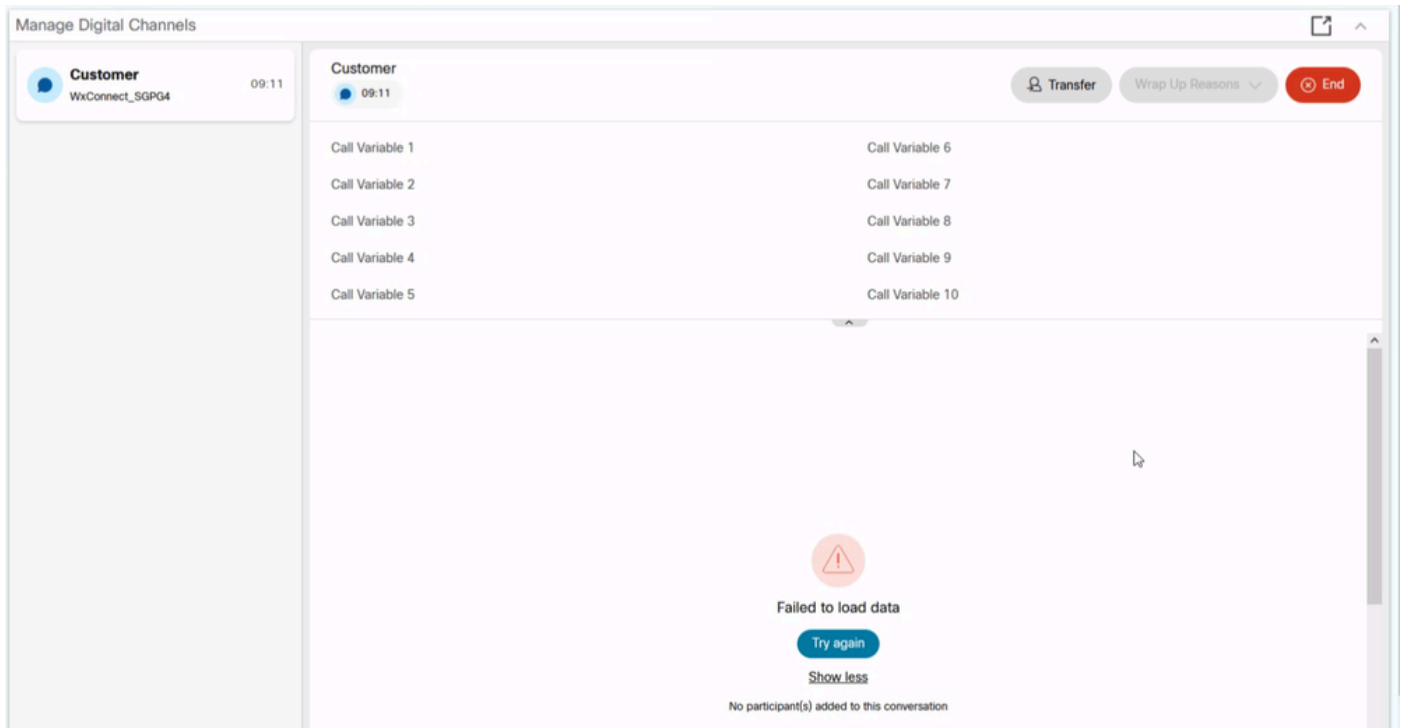 Manage Digital Channels
Customer
09:11
WxConnect_SGPG4
Customer
09:11
Transfer
Wrap Up Reasons
End
Call Variable 1
Call Variable 6
Call Variable 2
Call Variable 7
Call Variable 3
Call Variable 8
Call Variable 4
Call Variable 9
Call Variable 5
Call Variable 10
Failed to load data
Try again
Show less
No participant(s) added to this conversation